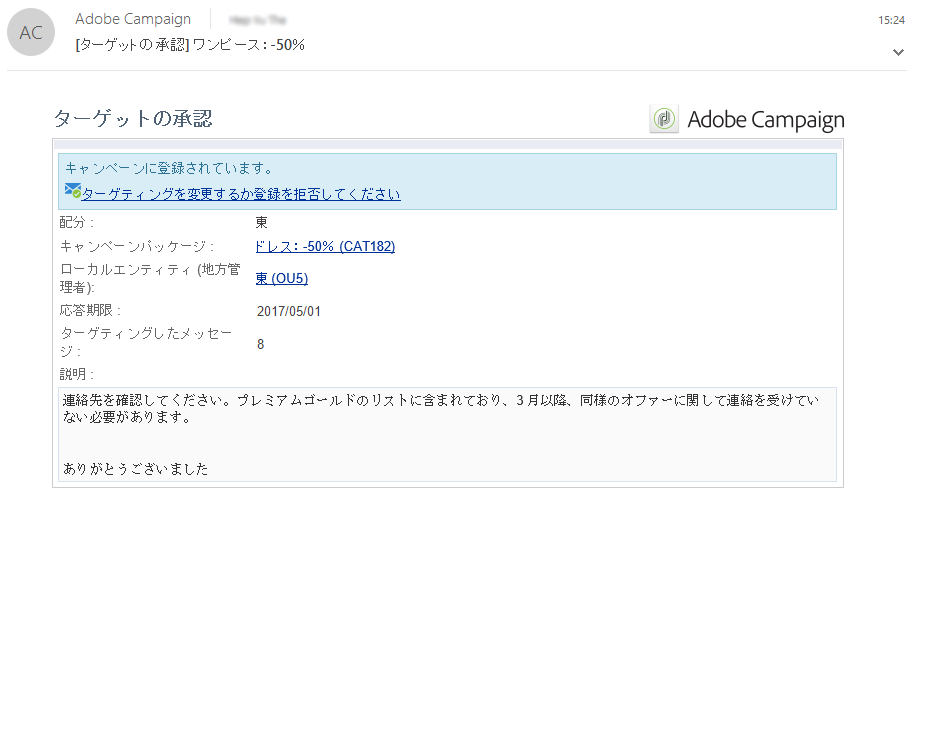 AC
Adobe Campaign
15:24
[ターゲットの承認] ワンピース : -50%
ターゲットの承認
Adobe Campaign
キャンペーンに登録されています。
ターゲティングを変更するか登録を拒否してください
配分 :
東
キャンペーンパッケージ :
ドレス: -50% (CAT182)
ローカルエンティティ (地方管
理者):
東 (OU5)
応答期限 :
2017/05/01
ターゲティングしたメッセー
ジ :
8
説明 :
連絡先を確認してください。プレミアムゴールドのリストに含まれており、3 月以降、同様のオファーに関して連絡を受けてい
ない必要があります。
ありがとうございました